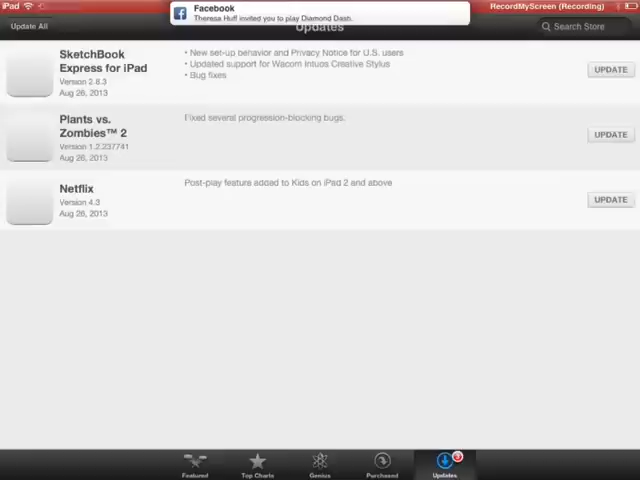 iPad
Facebook
Theresa Huff invited you to play Diamond Dash.
RecordMyScreen (Recording)
Update All
Updates
Search Store
SketchBook
Express for iPad
Version 2.8.3
Aug 26, 2013
• New set-up behavior and Privacy Notice for U.S. users
• Updated support for Wacom Intuos Creative Stylus
• Bug fixes
UPDATE
Plants vs.
Zombies™ 2
Version 1.2.237741
Aug 26, 2013
Fixed several progression-blocking bugs.
UPDATE
Netflix
Version 4.3
Aug 26, 2013
Post-play feature added to Kids on iPad 2 and above
UPDATE
Featured
Top Charts
Genius
Purchased
Updates
3